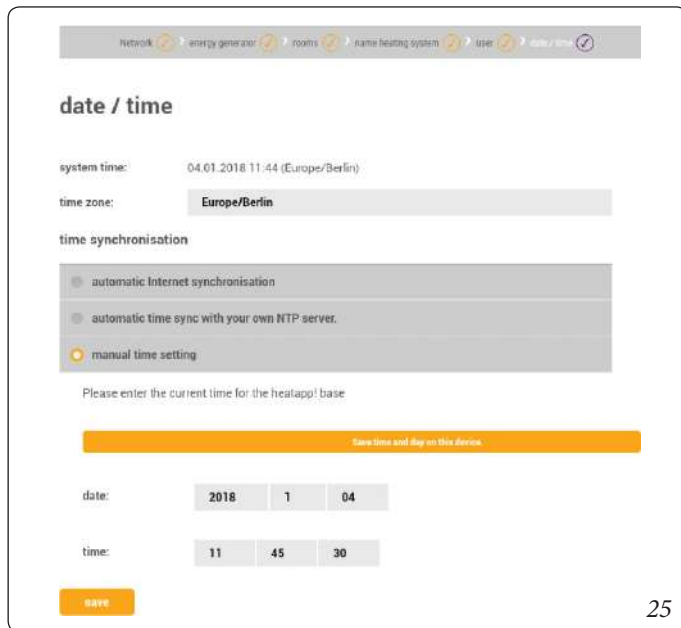 Network energy generator rooms name heating system user date / time
date / time
system time: 04.01.2018 11:44 (Europe/Berlin)
time zone: Europe/Berlin
time synchronisation
automatic Internet synchronisation
automatic time sync with your own NTP server.
manual time setting
Please enter the current time for the heatapp! base
Save time and day on this device.
date: 2018 1 04
time: 11 45 30
save
25